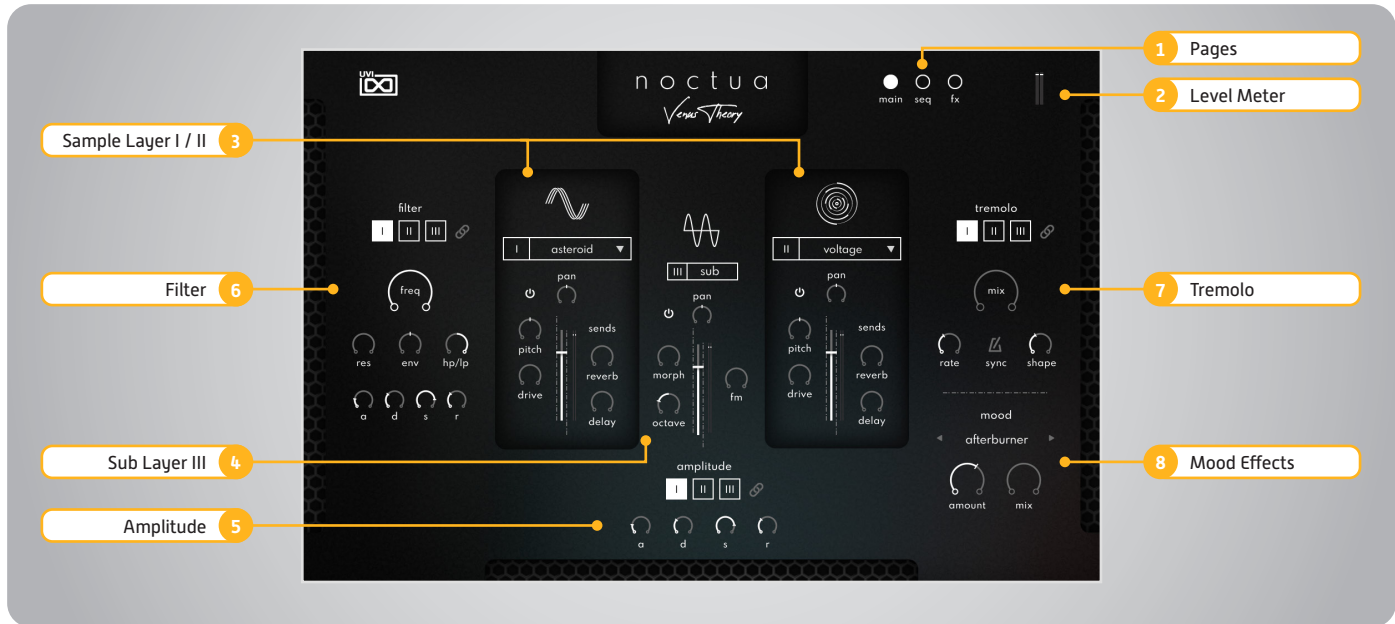 1 Pages
2 Level Meter
UVI
noctua
Venus Theory
main seq fx
Sample Layer I / II 3
filter
I II III
freq
res env hp/lp
a d s r
Filter 6
I asteroid
pan
pitch
drive
sends
reverb
delay
III sub
pan
morph
octave
fm
II voltage
pan
pitch
drive
sends
reverb
delay
tremolo
I II III
mix
rate sync shape
7 Tremolo
mood
afterburner
amount mix
8 Mood Effects
Sub Layer III 4
Amplitude 5
amplitude
I II III
a d s r